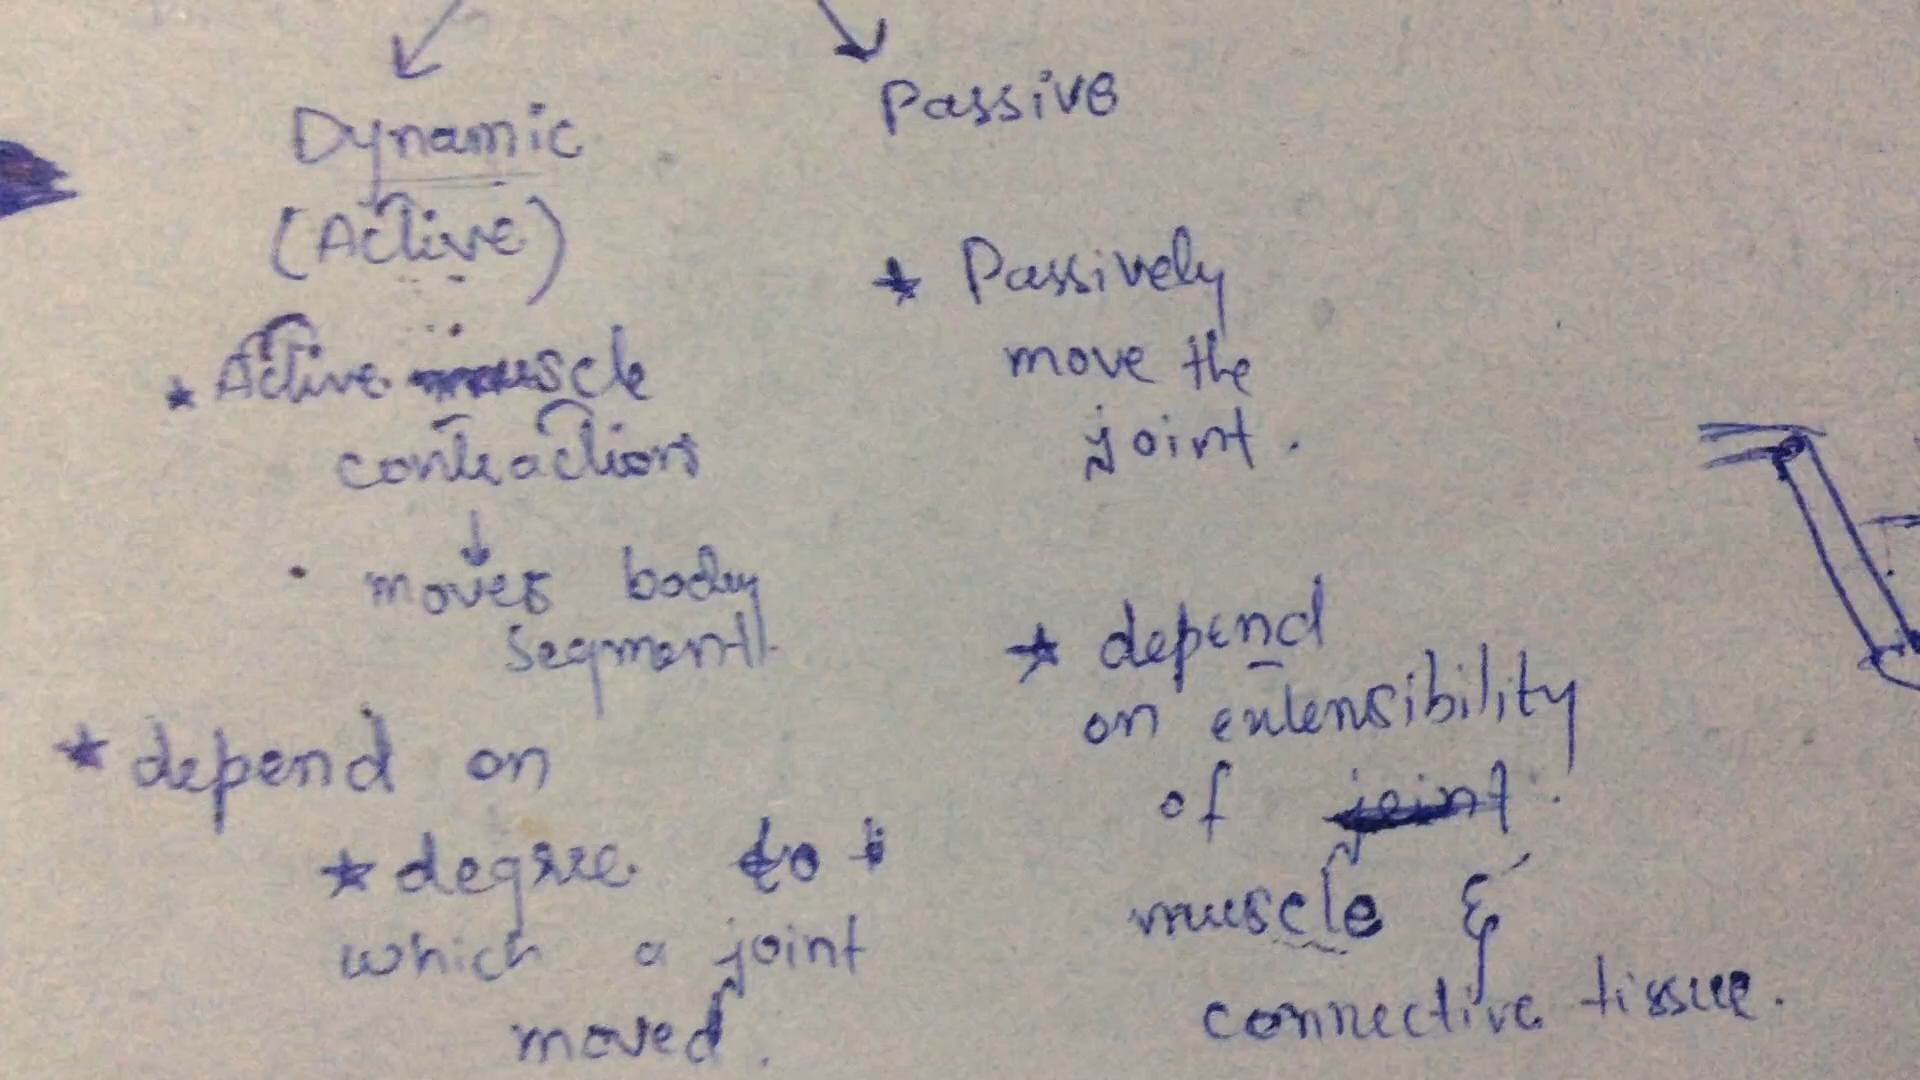 Dynamic
(Active)
* Active muscle
contractions
↓
• moves body
segment.
* depend on
* degree to
which a joint
moved.
Passive
* Passively
move the
joint.
* depend
on extensibility
of joint.
muscle &
connective tissue.